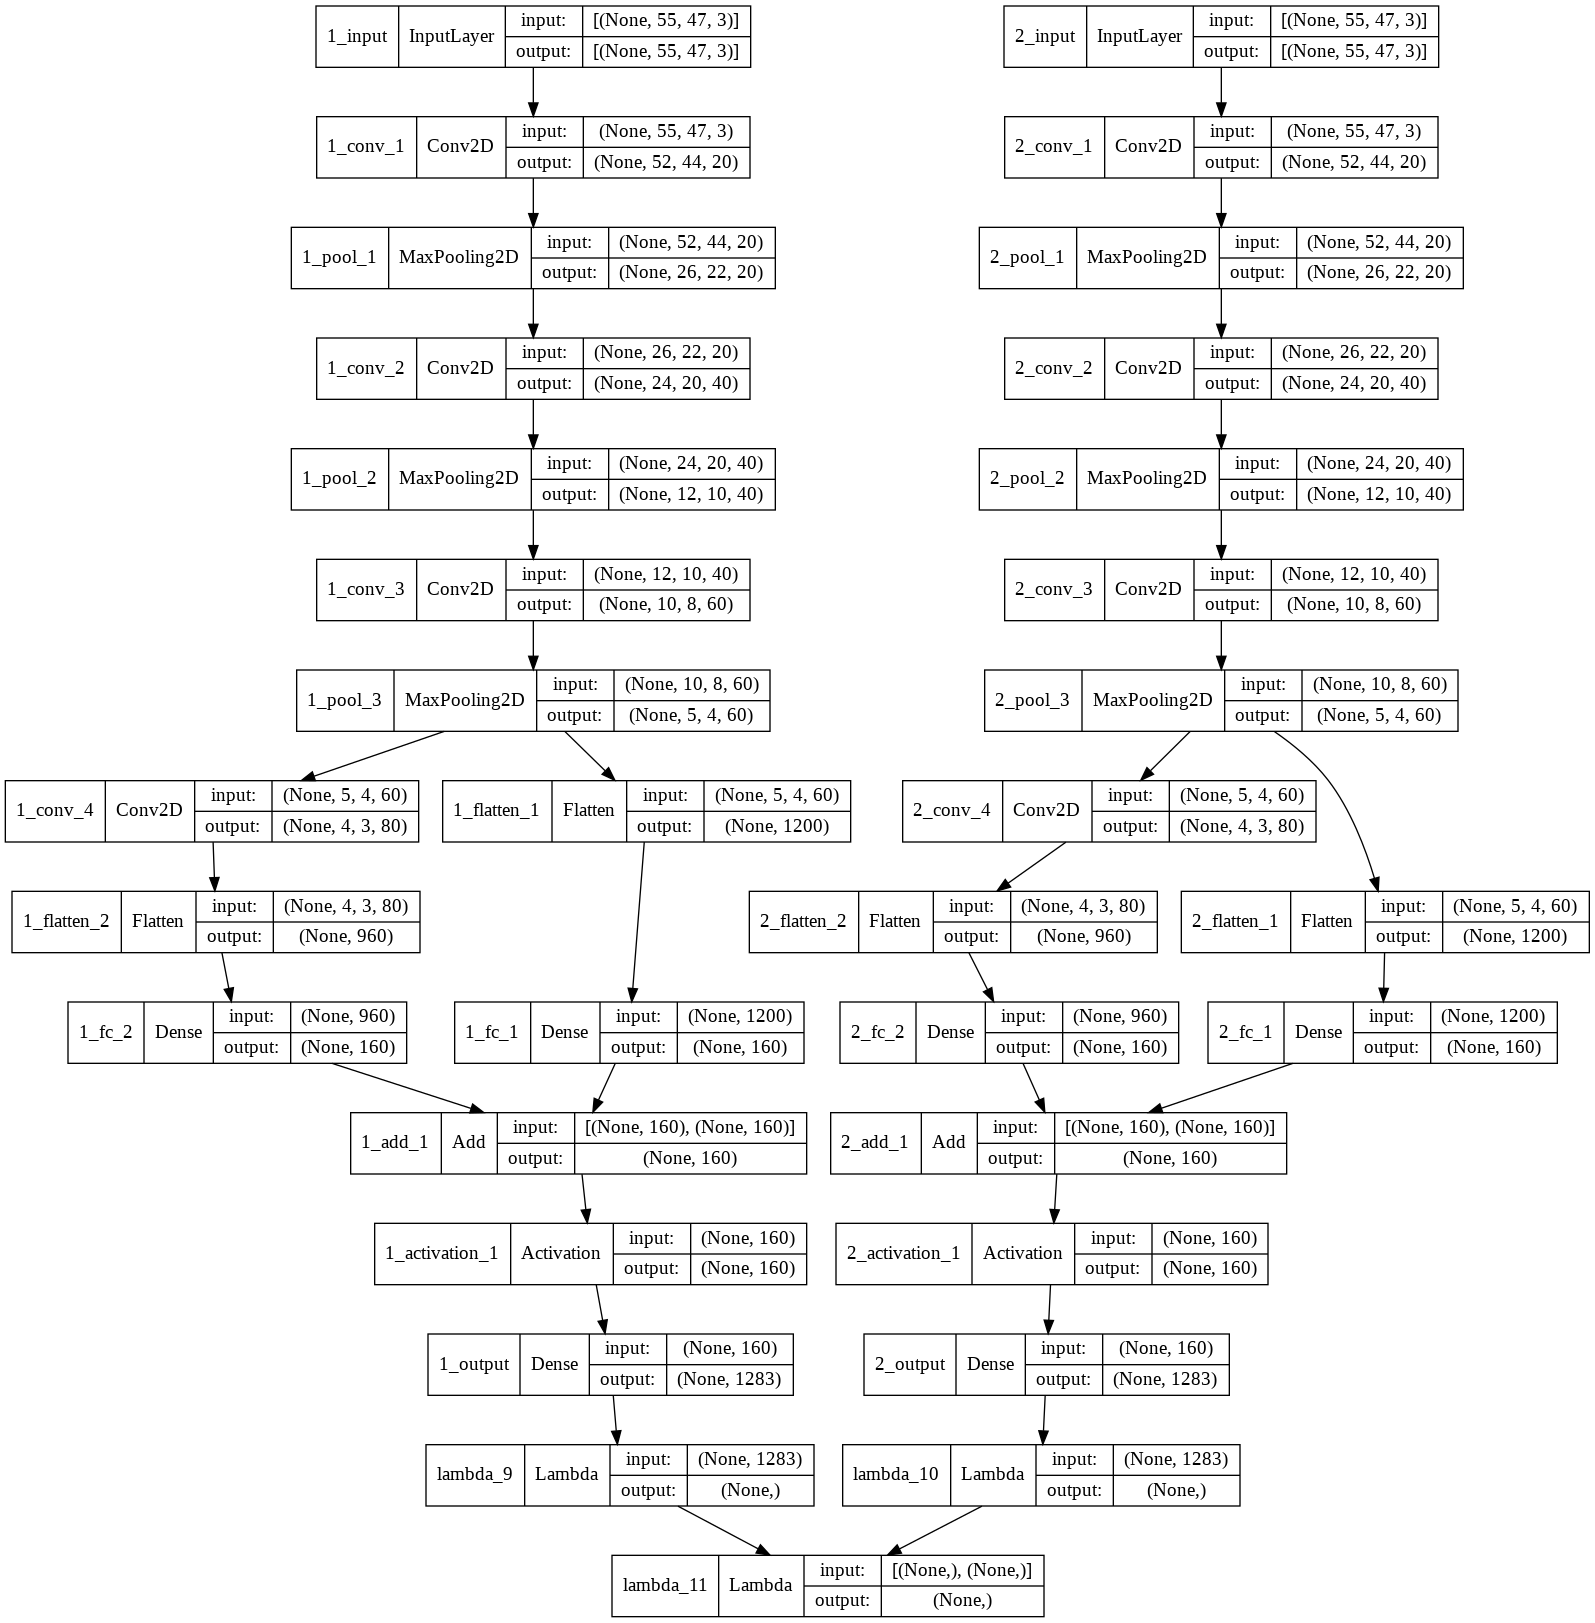 1_input InputLayer input: [(None, 55, 47, 3)]
output: [(None, 55, 47, 3)]
2_input InputLayer input: [(None, 55, 47, 3)]
output: [(None, 55, 47, 3)]
1_conv_1 Conv2D input: (None, 55, 47, 3)
output: (None, 52, 44, 20)
2_conv_1 Conv2D input: (None, 55, 47, 3)
output: (None, 52, 44, 20)
1_pool_1 MaxPooling2D input: (None, 52, 44, 20)
output: (None, 26, 22, 20)
2_pool_1 MaxPooling2D input: (None, 52, 44, 20)
output: (None, 26, 22, 20)
1_conv_2 Conv2D input: (None, 26, 22, 20)
output: (None, 24, 20, 40)
2_conv_2 Conv2D input: (None, 26, 22, 20)
output: (None, 24, 20, 40)
1_pool_2 MaxPooling2D input: (None, 24, 20, 40)
output: (None, 12, 10, 40)
2_pool_2 MaxPooling2D input: (None, 24, 20, 40)
output: (None, 12, 10, 40)
1_conv_3 Conv2D input: (None, 12, 10, 40)
output: (None, 10, 8, 60)
2_conv_3 Conv2D input: (None, 12, 10, 40)
output: (None, 10, 8, 60)
1_pool_3 MaxPooling2D input: (None, 10, 8, 60)
output: (None, 5, 4, 60)
2_pool_3 MaxPooling2D input: (None, 10, 8, 60)
output: (None, 5, 4, 60)
1_conv_4 Conv2D input: (None, 5, 4, 60)
output: (None, 4, 3, 80)
1_flatten_1 Flatten input: (None, 5, 4, 60)
output: (None, 1200)
2_conv_4 Conv2D input: (None, 5, 4, 60)
output: (None, 4, 3, 80)
1_flatten_2 Flatten input: (None, 4, 3, 80)
output: (None, 960)
2_flatten_2 Flatten input: (None, 4, 3, 80)
output: (None, 960)
2_flatten_1 Flatten input: (None, 5, 4, 60)
output: (None, 1200)
1_fc_2 Dense input: (None, 960)
output: (None, 160)
1_fc_1 Dense input: (None, 1200)
output: (None, 160)
2_fc_2 Dense input: (None, 960)
output: (None, 160)
2_fc_1 Dense input: (None, 1200)
output: (None, 160)
1_add_1 Add input: [(None, 160), (None, 160)]
output: (None, 160)
2_add_1 Add input: [(None, 160), (None, 160)]
output: (None, 160)
1_activation_1 Activation input: (None, 160)
output: (None, 160)
2_activation_1 Activation input: (None, 160)
output: (None, 160)
1_output Dense input: (None, 160)
output: (None, 1283)
2_output Dense input: (None, 160)
output: (None, 1283)
lambda_9 Lambda input: (None, 1283)
output: (None,)
lambda_10 Lambda input: (None, 1283)
output: (None,)
lambda_11 Lambda input: [(None,), (None,)]
output: (None,)